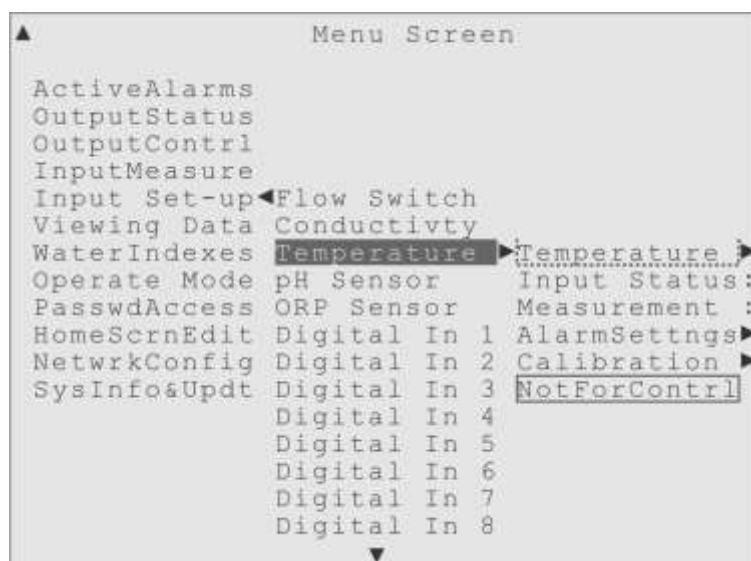 Menu Screen
ActiveAlarms
OutputStatus
OutputContrl
InputMeasure
Input Set-up Flow Switch
Viewing Data Conductivty
WaterIndexes Temperature Temperature
Operate Mode pH Sensor Input Status:
PasswdAccess ORP Sensor Measurement :
HomeScrnEdit Digital In 1 AlarmSettngs
NetwrkConfig Digital In 2 Calibration
SysInfo&Updt Digital In 3 NotForContrl
Digital In 4
Digital In 5
Digital In 6
Digital In 7
Digital In 8